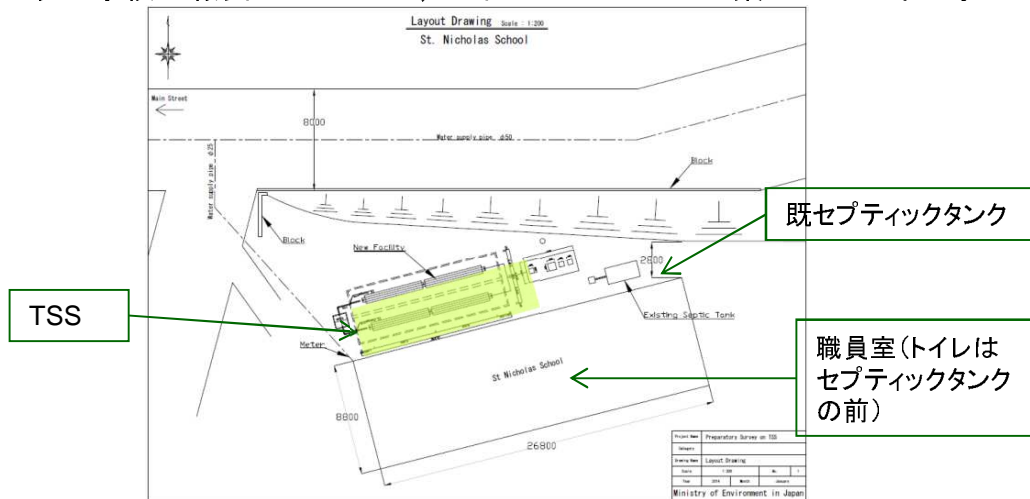 Layout Drawing Scale : 1:200
St. Nicholas School
Main Street
8000
Water supply pipe φ50
Water supply pipe φ25
Block
既セプティックタンク
Block
New Facility
2800
TSS
Existing Septic Tank
Meter
St Nicholas School
職員室(トイレは
セプティックタンク
の前)
8800
26800
Project Name Preparatory Survey on TSS
Category
Drawing Name Layout Drawing
Scale 1:200 No. 1
Year 2014 Month January
Ministry of Environment in Japan